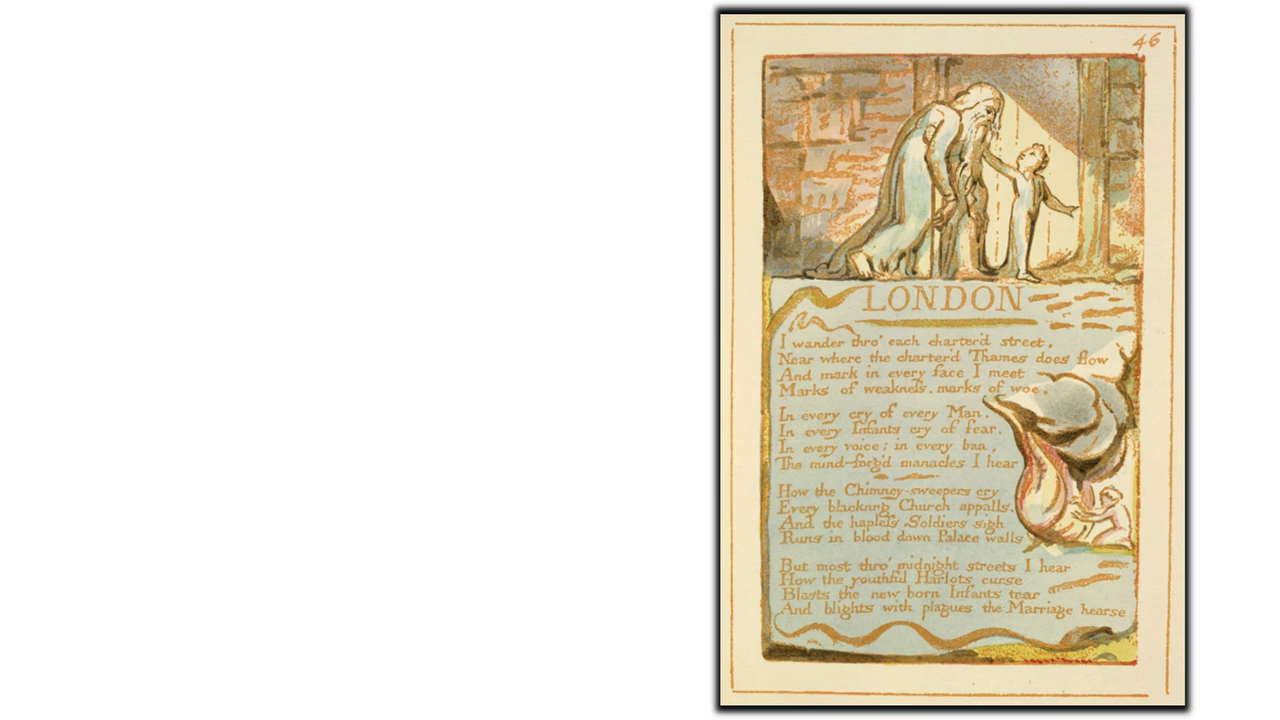 46
LONDON
I wander thro' each charter'd street,
Near where the charter'd Thames does flow
And mark in every face I meet
Marks of weakness, marks of woe.
In every cry of every Man,
In every Infants cry of fear,
In every voice; in every ban,
The mind-forg'd manacles I hear
How the Chimney-sweepers cry
Every blackning Church appalls,
And the hapless Soldiers sigh
Runs in blood down Palace walls
But most thro' midnight streets I hear
How the youthful Harlots curse
Blasts the new born Infants tear
And blights with plagues the Marriage hearse